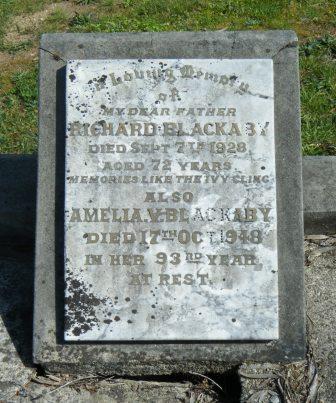 In Loving Memory
of
MY DEAR FATHER
RICHARD BLACKABY
DIED SEPT 7TH 1928
AGED 72 YEARS
MEMORIES LIKE THE IVY CLING
ALSO
AMELIA.V.BLACKABY
DIED 17TH OCT 1948
IN HER 93RD YEAR
AT REST.